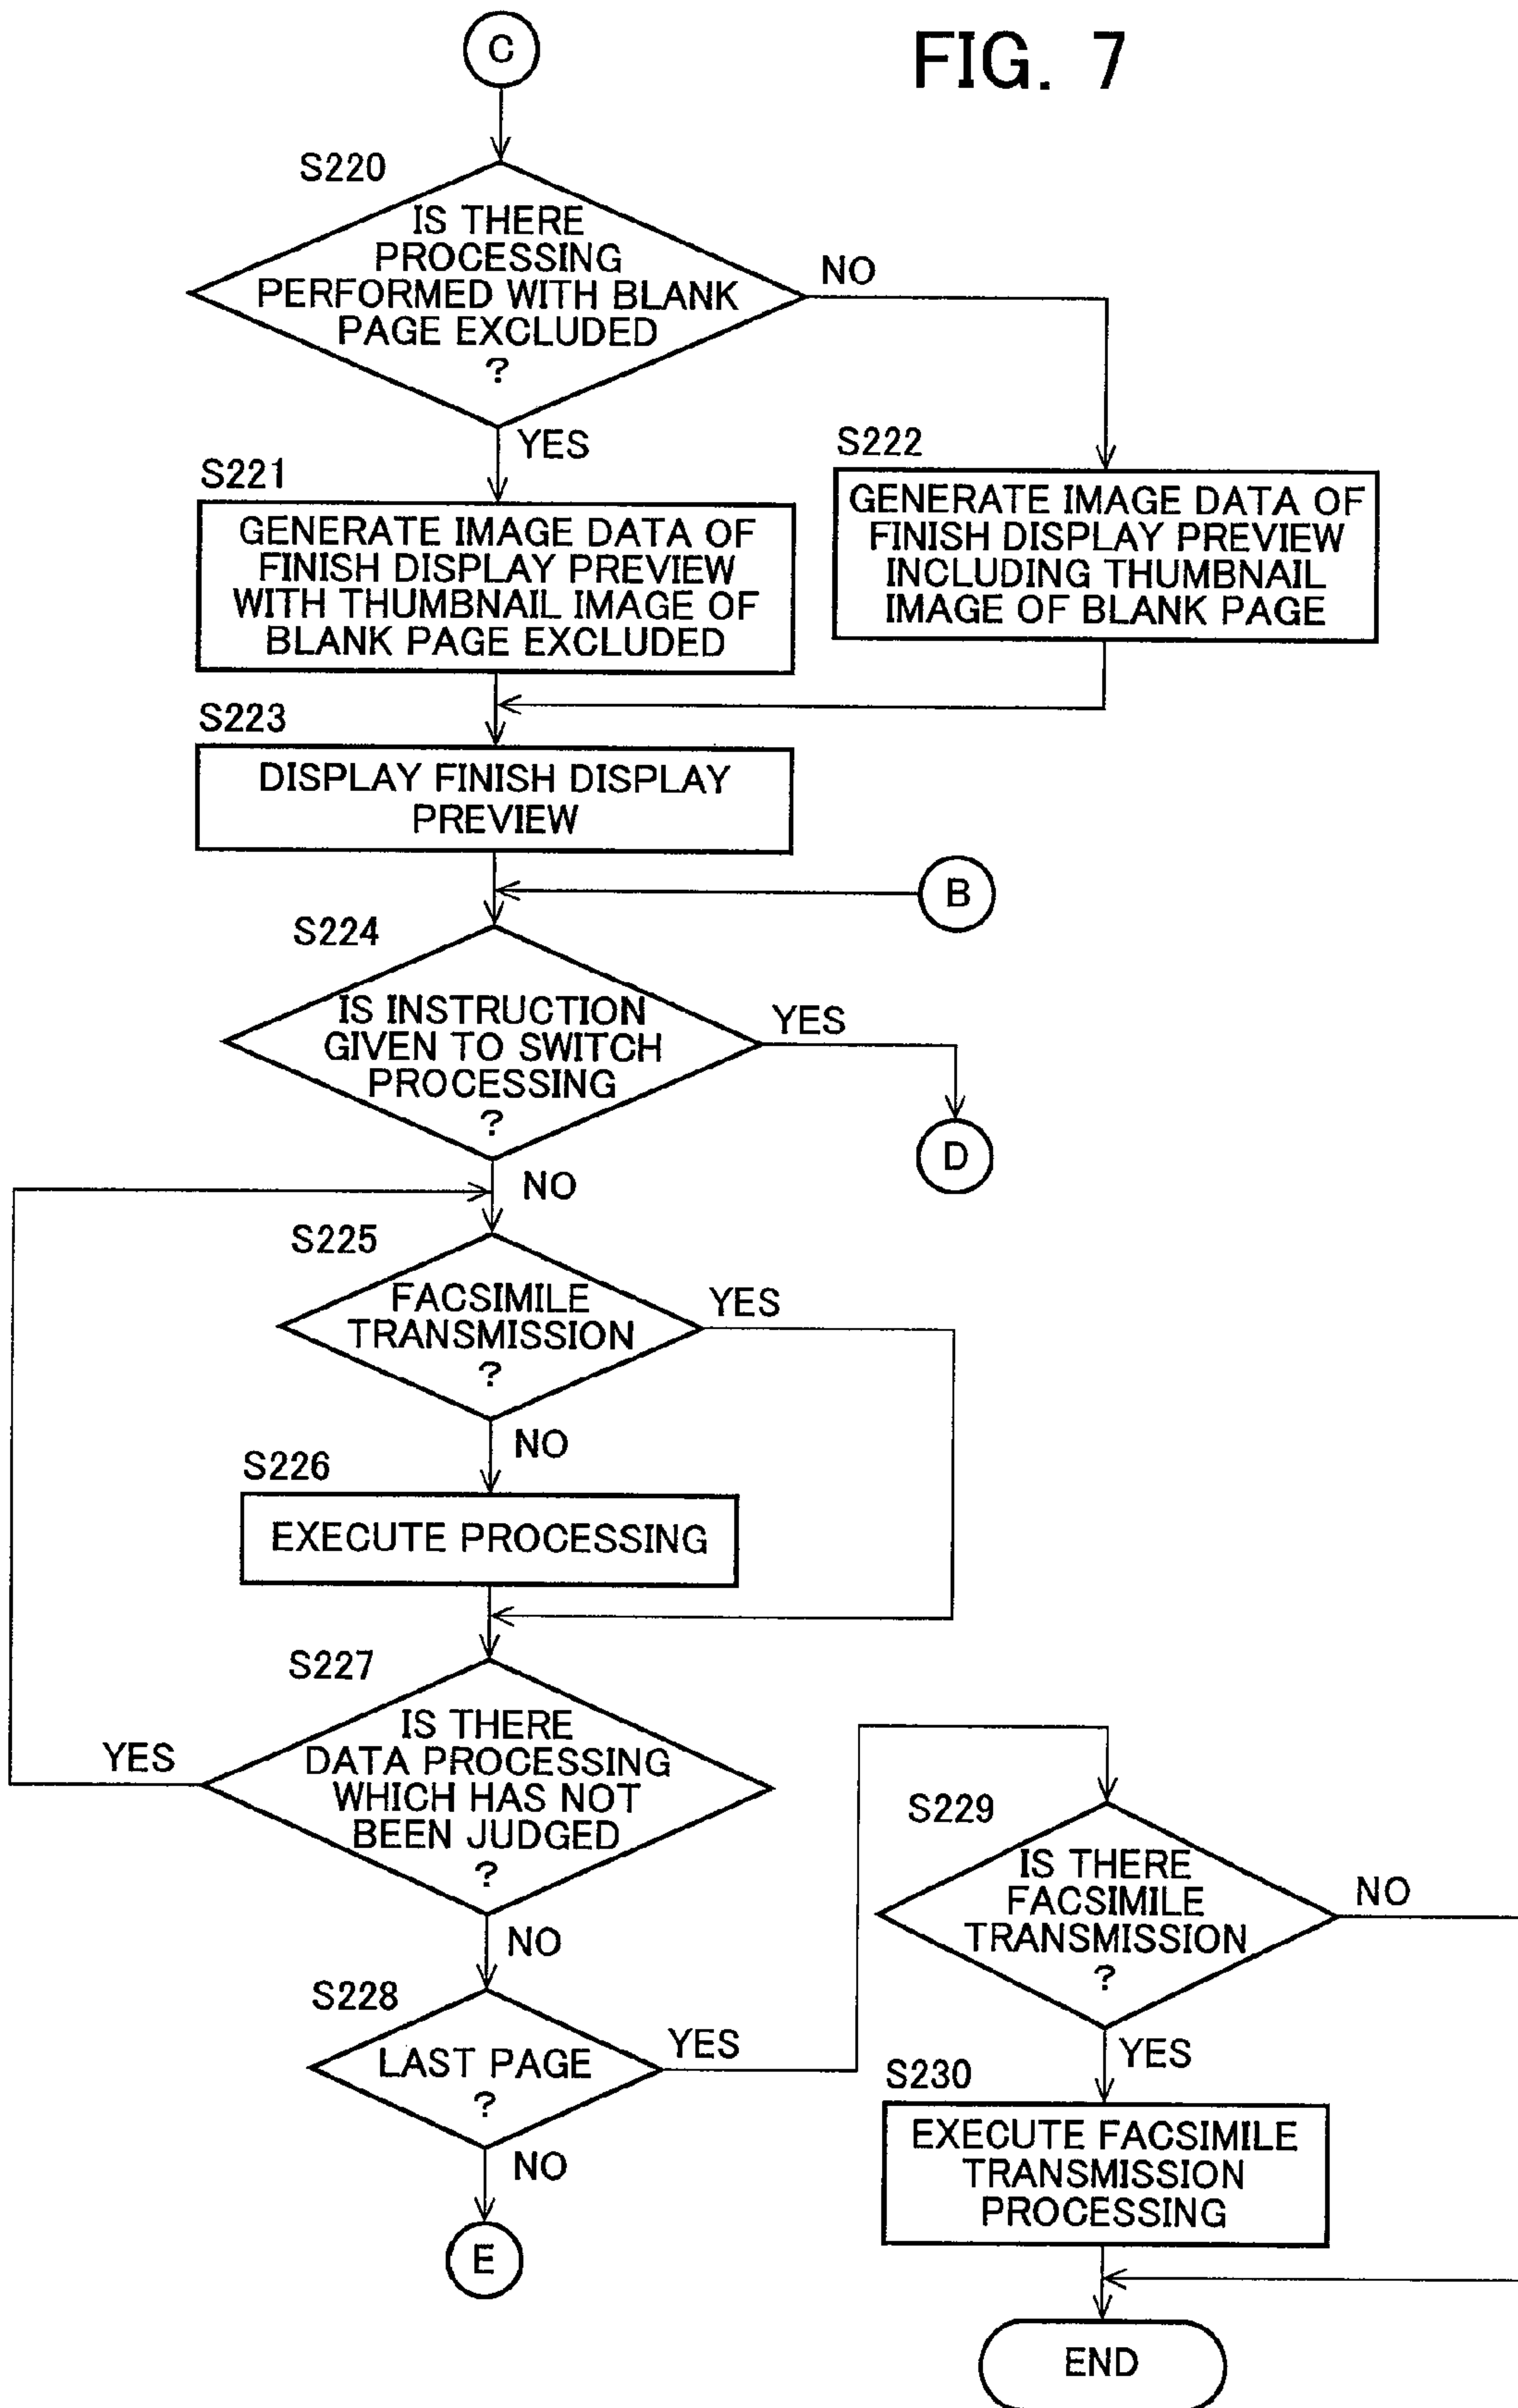 FIG. 7
C
S220
IS THERE
PROCESSING
PERFORMED WITH BLANK
PAGE EXCLUDED
?
NO
YES
S221
GENERATE IMAGE DATA OF
FINISH DISPLAY PREVIEW
WITH THUMBNAIL IMAGE OF
BLANK PAGE EXCLUDED
S222
GENERATE IMAGE DATA OF
FINISH DISPLAY PREVIEW
INCLUDING THUMBNAIL
IMAGE OF BLANK PAGE
S223
DISPLAY FINISH DISPLAY
PREVIEW
B
S224
IS INSTRUCTION
GIVEN TO SWITCH
PROCESSING
?
YES
D
NO
S225
FACSIMILE
TRANSMISSION
?
YES
NO
S226
EXECUTE PROCESSING
S227
IS THERE
DATA PROCESSING
WHICH HAS NOT
BEEN JUDGED
?
YES
NO
S228
LAST PAGE
?
YES
NO
E
S229
IS THERE
FACSIMILE
TRANSMISSION
?
NO
YES
S230
EXECUTE FACSIMILE
TRANSMISSION
PROCESSING
END